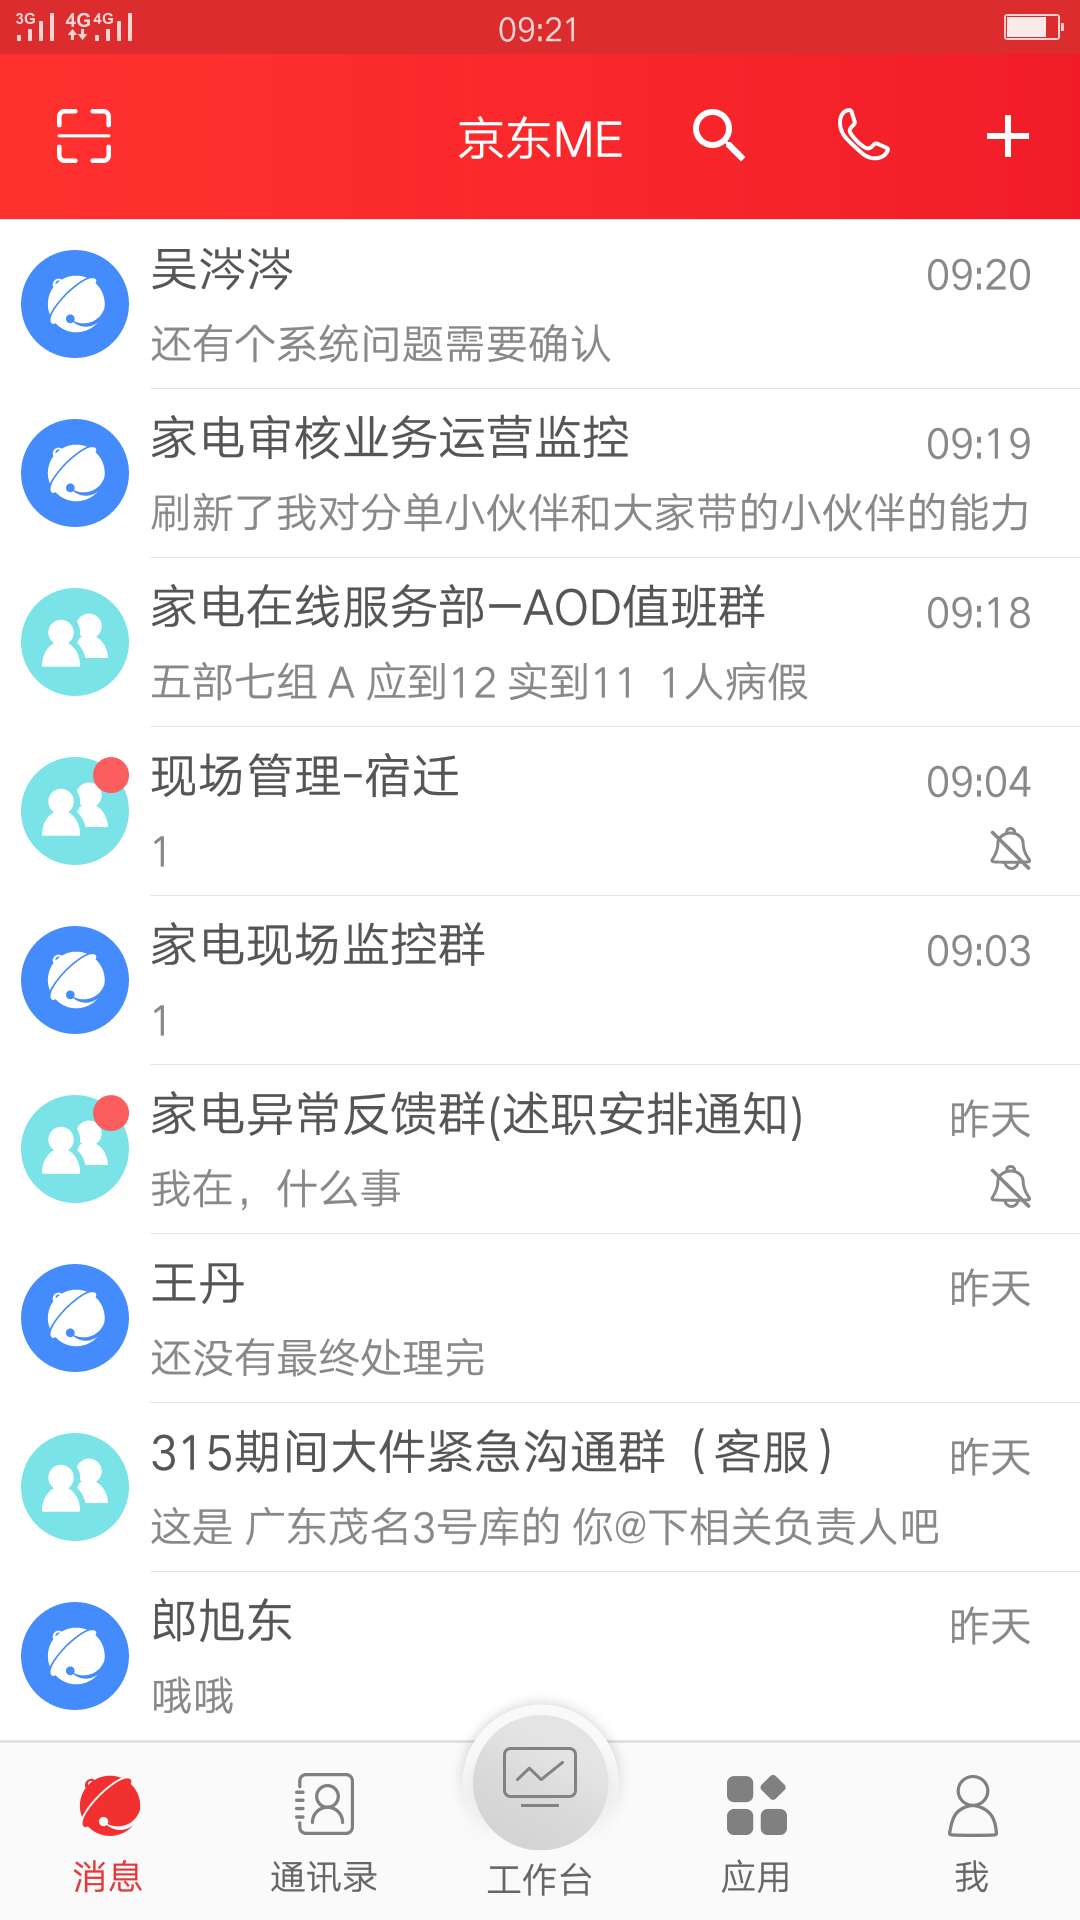 3G 4G 4G 09:21
京东ME
吴涔涔 09:20
还有个系统问题需要确认
家电审核业务运营监控 09:19
刷新了我对分单小伙伴和大家带的小伙伴的能力
家电在线服务部—AOD值班群 09:18
五部七组 A 应到12 实到11 1人病假
现场管理-宿迁 09:04
1
家电现场监控群 09:03
1
家电异常反馈群(述职安排通知) 昨天
我在，什么事
王丹 昨天
还没有最终处理完
315期间大件紧急沟通群（客服） 昨天
这是 广东茂名3号库的 你@下相关负责人吧
郎旭东 昨天
哦哦
消息 通讯录 工作台 应用 我